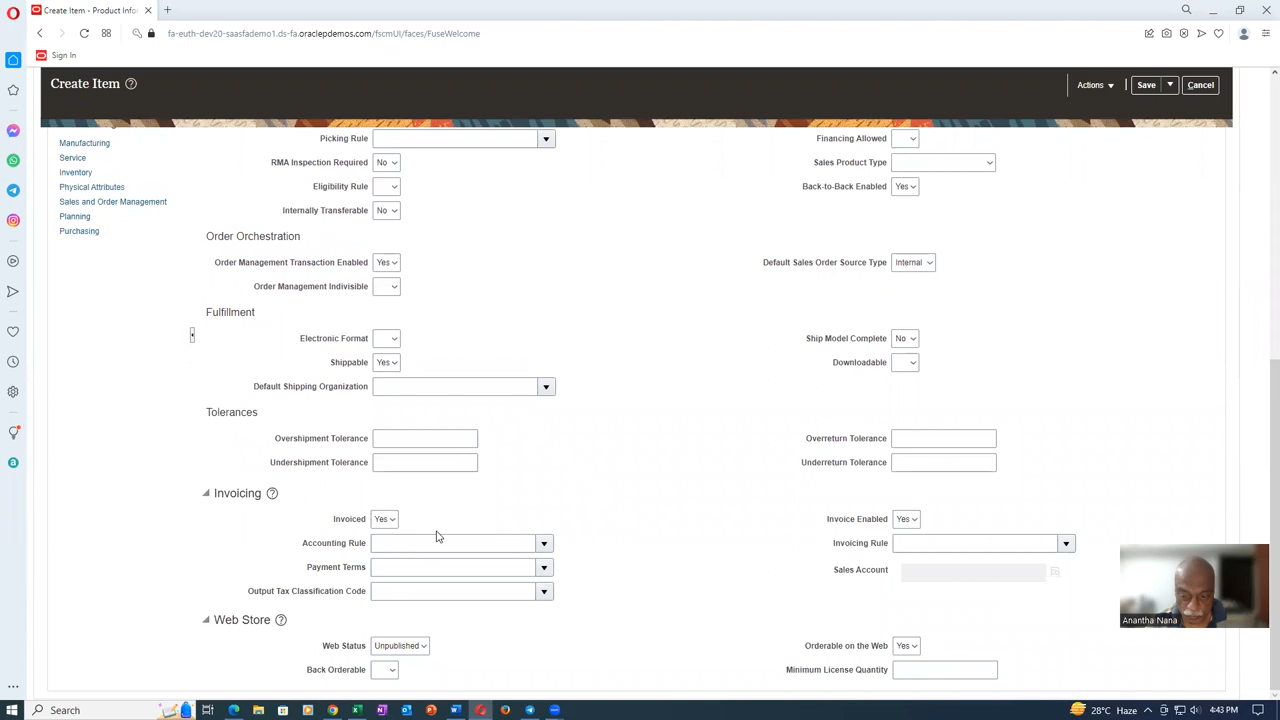 Create Item - Product Infor
fa-euth-dev20-saasfademo1.ds-fa.oraclepdemos.com/fscmUI/faces/FuseWelcome
Sign In
Create Item
Actions
Save
Cancel
Manufacturing
Service
Inventory
Physical Attributes
Sales and Order Management
Planning
Purchasing
Picking Rule
Financing Allowed
RMA Inspection Required No
Sales Product Type
Eligibility Rule
Back-to-Back Enabled Yes
Internally Transferable No
Order Orchestration
Order Management Transaction Enabled Yes
Default Sales Order Source Type Internal
Order Management Indivisible
Fulfillment
Electronic Format
Ship Model Complete No
Shippable Yes
Downloadable
Default Shipping Organization
Tolerances
Overshipment Tolerance
Overreturn Tolerance
Undershipment Tolerance
Underreturn Tolerance
Invoicing
Invoiced Yes
Invoice Enabled Yes
Accounting Rule
Invoicing Rule
Payment Terms
Sales Account
Output Tax Classification Code
Web Store
Web Status Unpublished
Orderable on the Web Yes
Back Orderable
Minimum License Quantity
Anantha Nana
Search
28°C Haze
4:43 PM